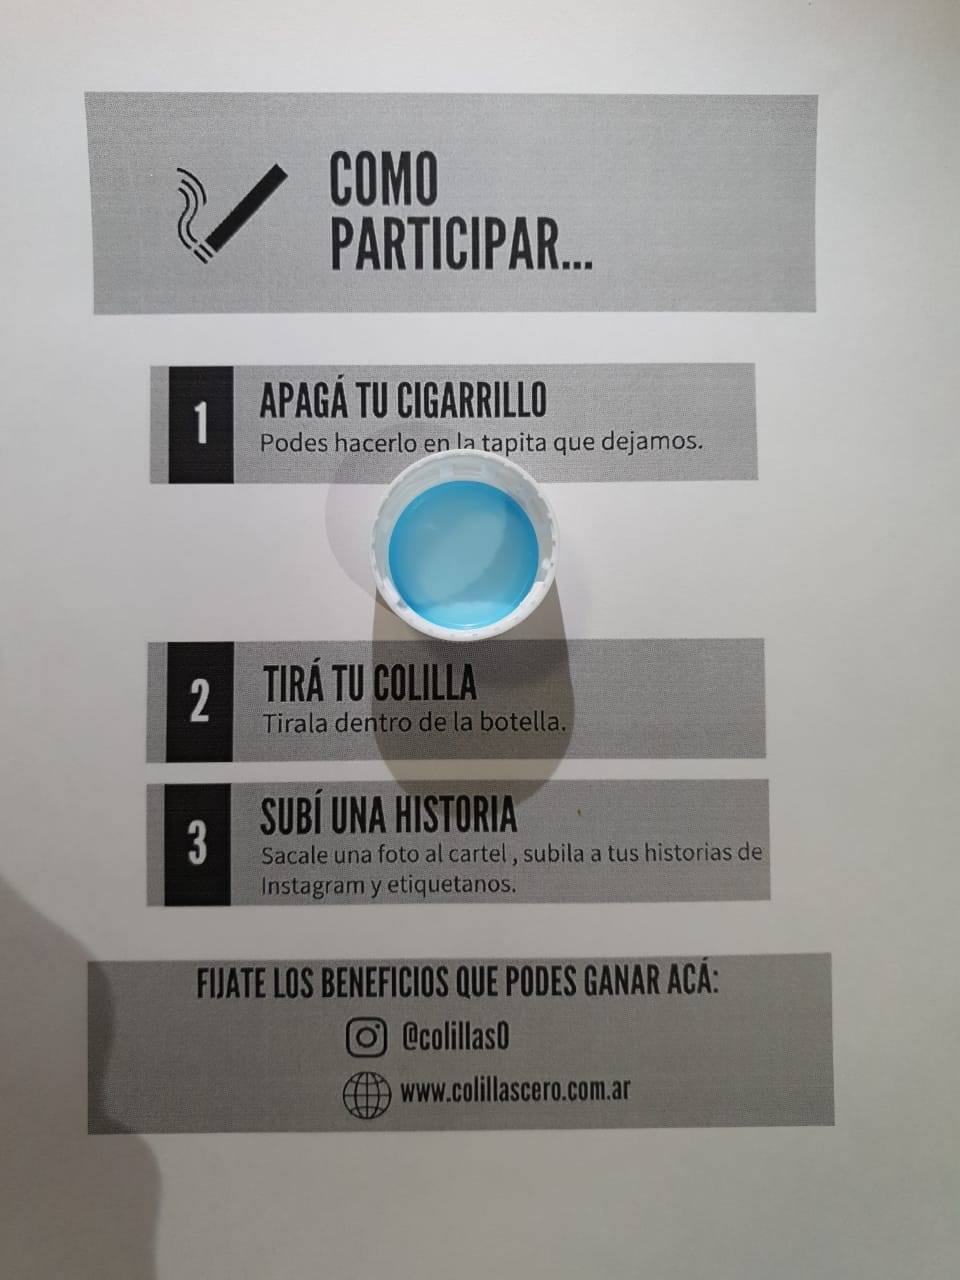 COMO
PARTICIPAR...
1
APAGÁ TU CIGARRILLO
Podes hacerlo en la tapita que dejamos.
2
TIRÁ TU COLILLA
Tirala dentro de la botella.
3
SUBÍ UNA HISTORIA
Sacale una foto al cartel , subila a tus historias de
Instagram y etiquetanos.
FIJATE LOS BENEFICIOS QUE PODES GANAR ACÁ:
@colillas0
www.colillascero.com.ar